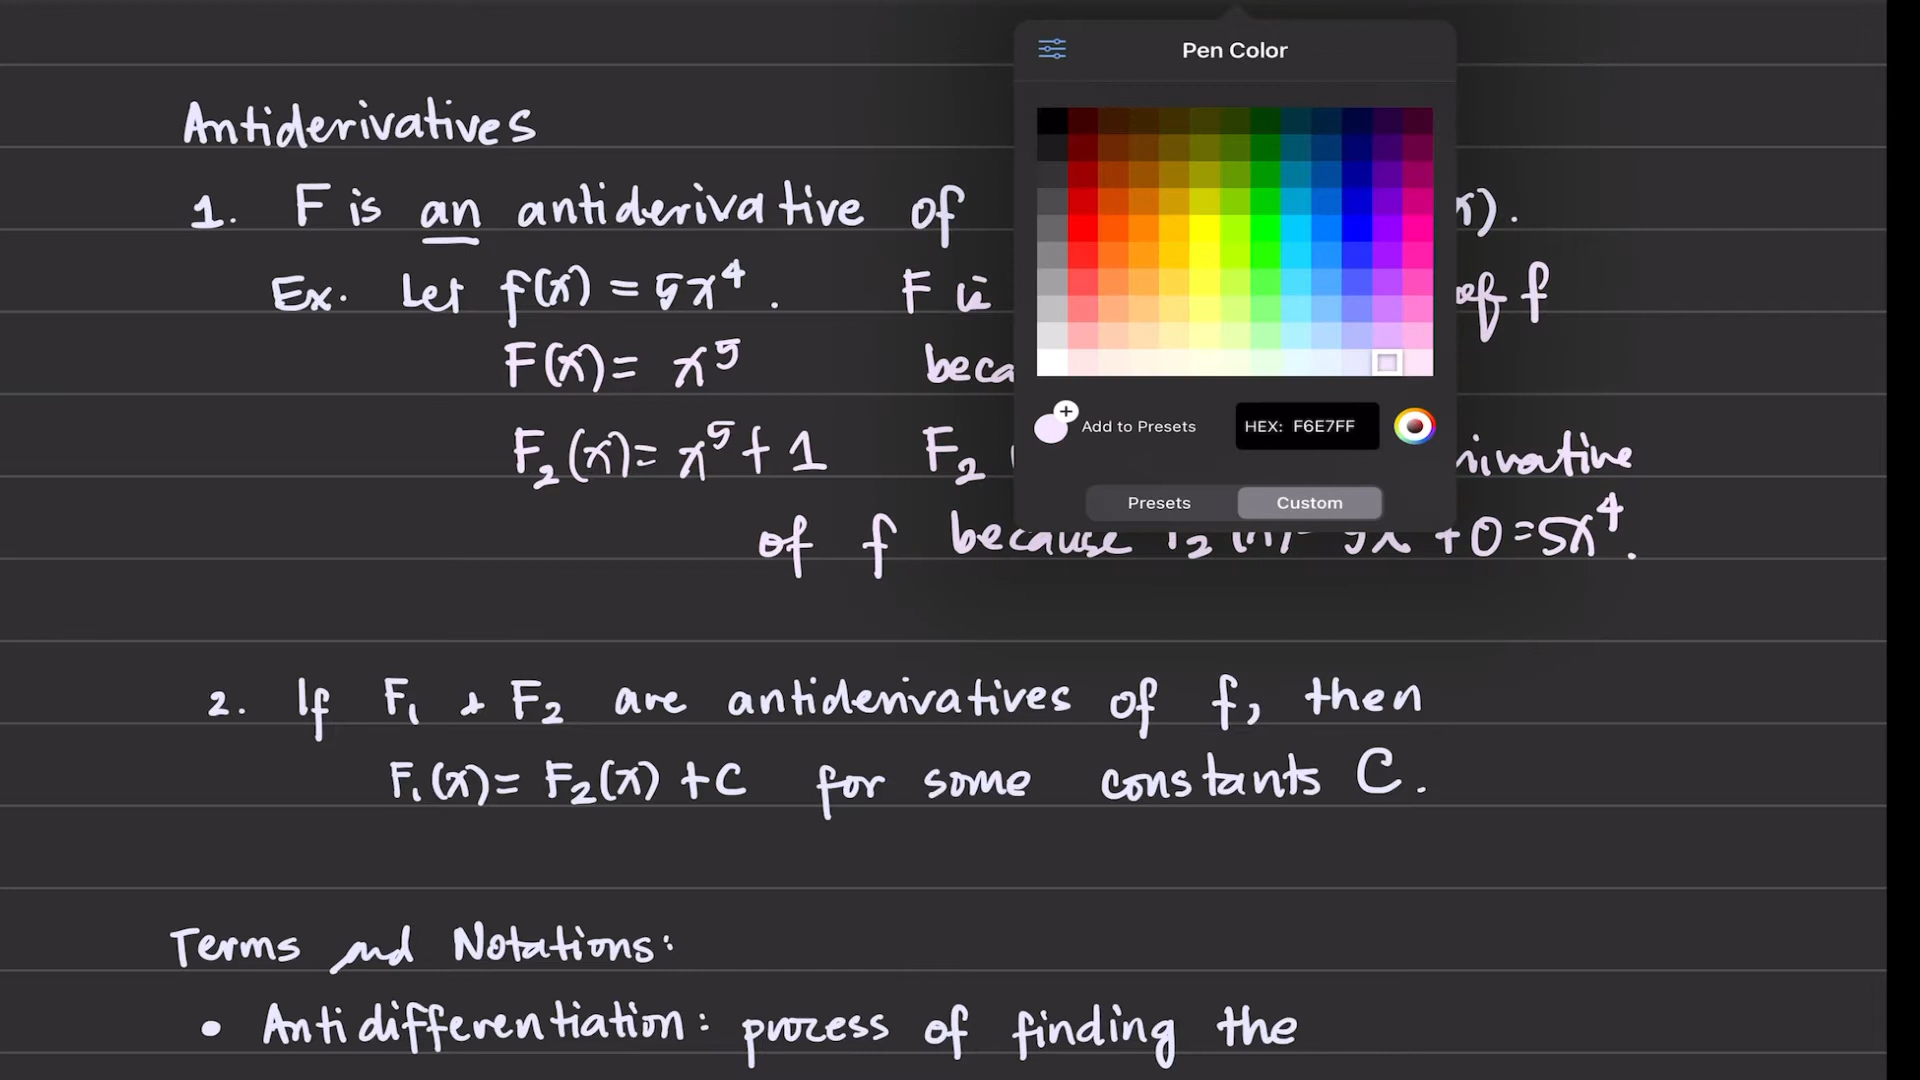 Pen Color
Antiderivatives
1. F is an antiderivative of x).
Ex. Let f(x) = 5x⁴. F is of f
F(x) = x⁵
F₂(x) = x⁵ + 1 F₂
of f because +0 = 5x⁴.
Add to Presets HEX: F6E7FF
Presets Custom
2. If F₁ & F₂ are antiderivatives of f, then
F₁(x) = F₂(x) + C for some constants C.
Terms and Notations:
• Antidifferentiation: process of finding the